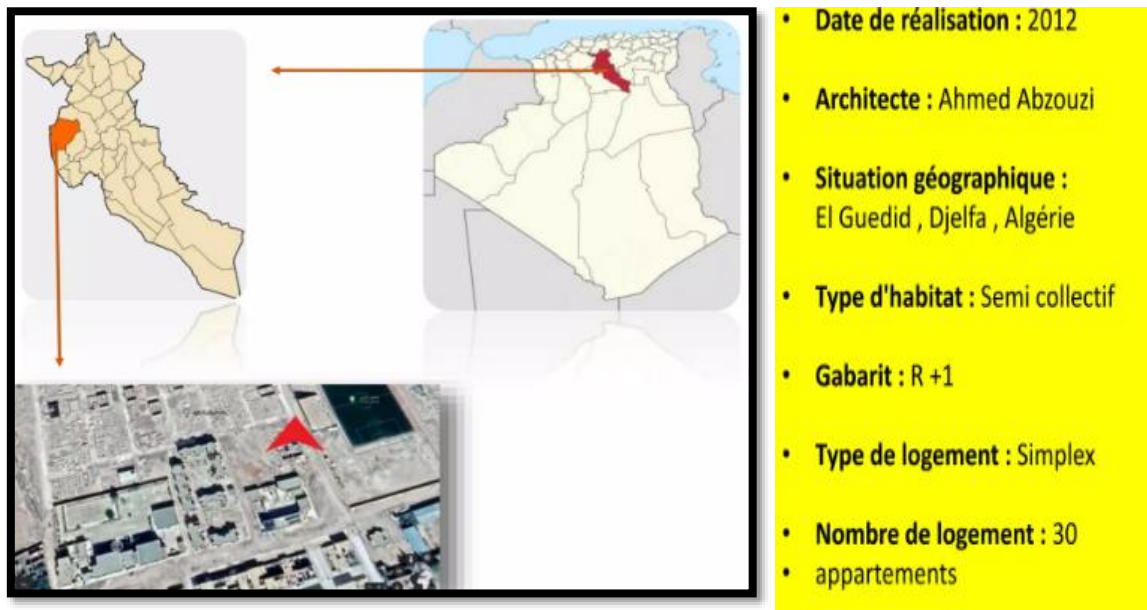 • Date de réalisation : 2012
• Architecte : Ahmed Abzouzi
• Situation géographique :
El Guedid , Djelfa , Algérie
• Type d'habitat : Semi collectif
• Gabarit : R +1
• Type de logement : Simplex
• Nombre de logement : 30
• appartements